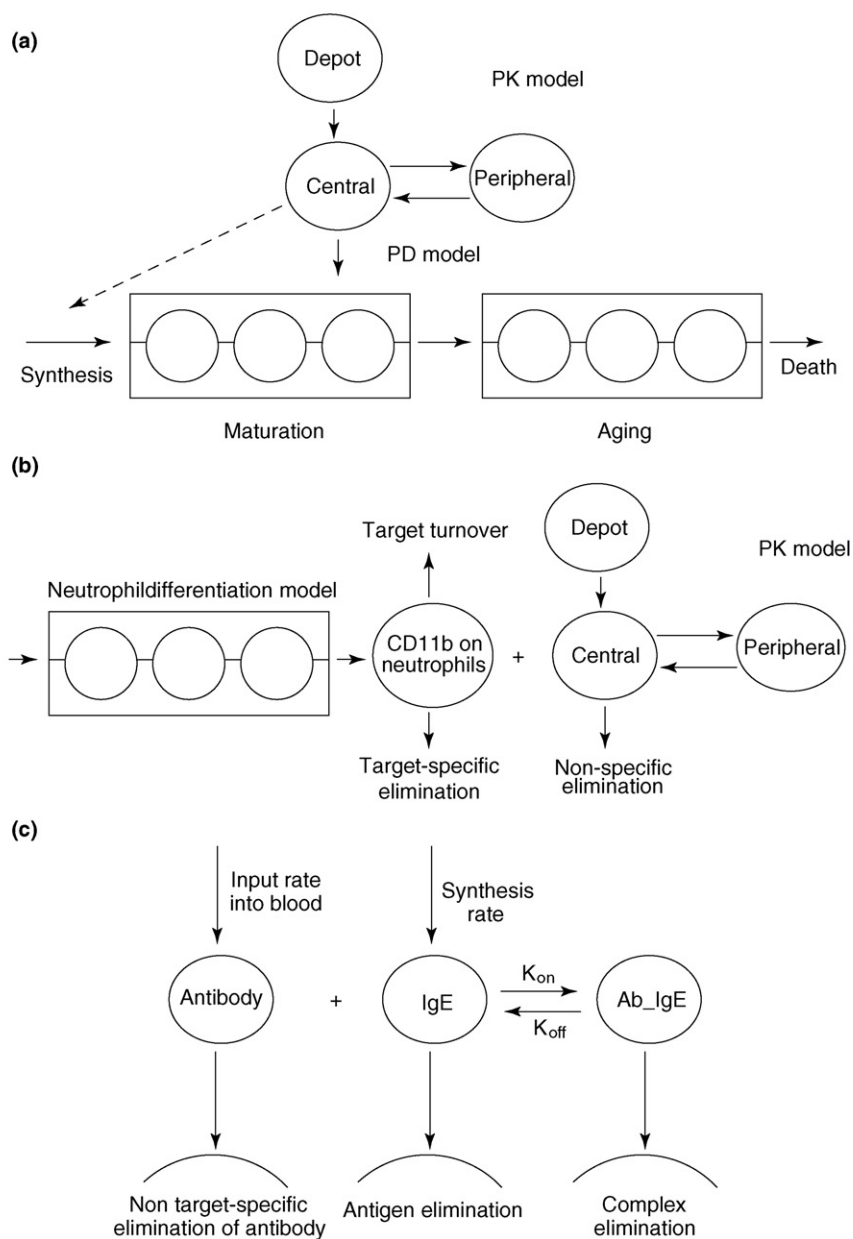 (a)
Depot
PK model
Central
Peripheral
PD model
Synthesis
Death
Maturation
Aging
(b)
Target turnover
Depot
PK model
Neutrophildifferentiation model
CD11b on
neutrophils
+
Central
Peripheral
Target-specific
elimination
Non-specific
elimination
(c)
Input rate
into blood
Synthesis
rate
Antibody
+
IgE
Kon
Koff
Ab_IgE
Non target-specific
elimination of antibody
Antigen elimination
Complex
elimination